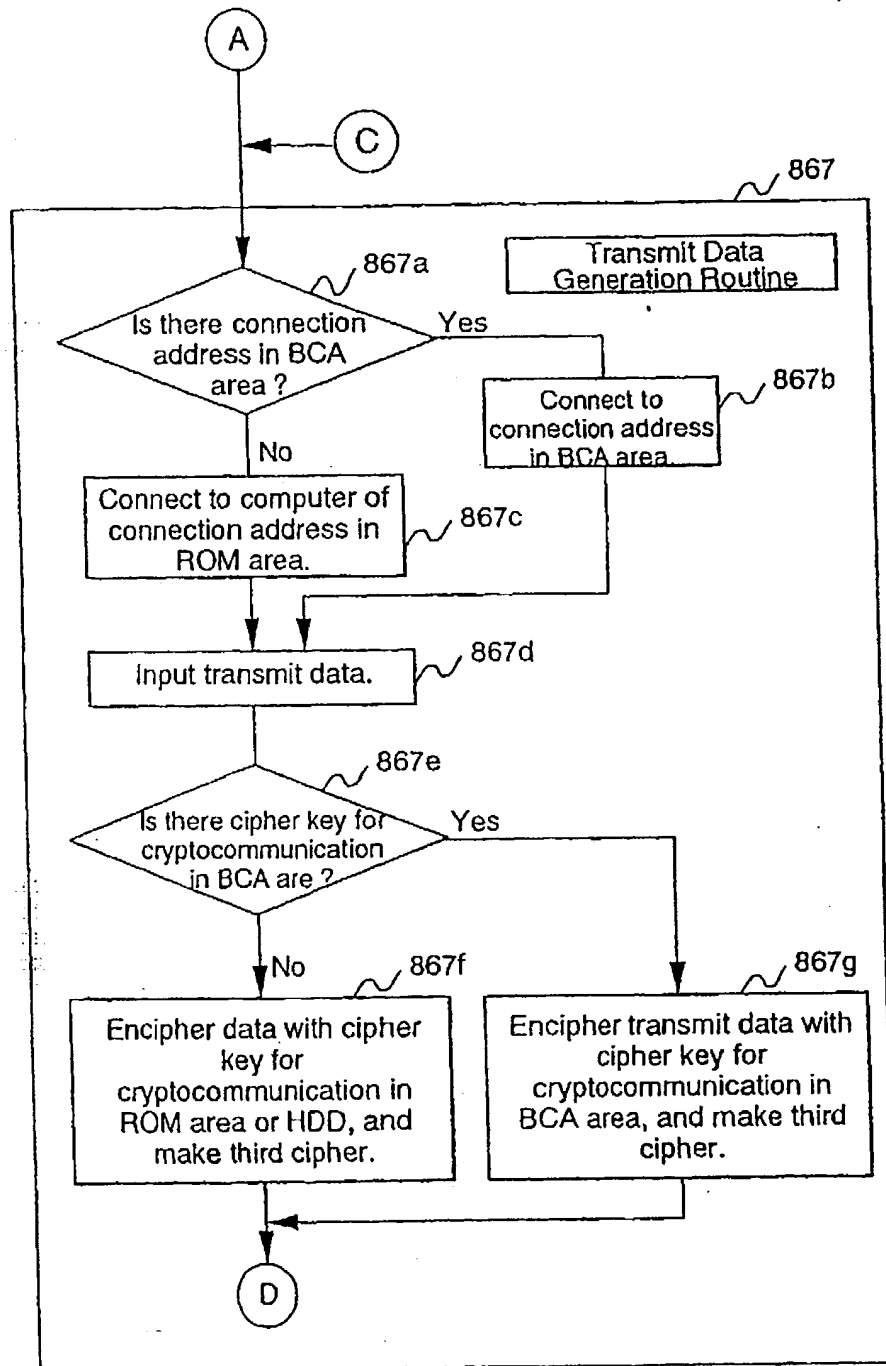 A
C
867
Transmit Data
Generation Routine
867a
Is there connection
address in BCA
area ?
Yes
No
867b
Connect to
connection address
in BCA area.
Connect to computer of
connection address in
ROM area.
867c
Input transmit data.
867d
867e
Is there cipher key for
cryptocommunication
in BCA are ?
Yes
No
867f
Encipher data with cipher
key for
cryptocommunication in
ROM area or HDD, and
make third cipher.
867g
Encipher transmit data with
cipher key for
cryptocommunication in
BCA area, and make third
cipher.
D